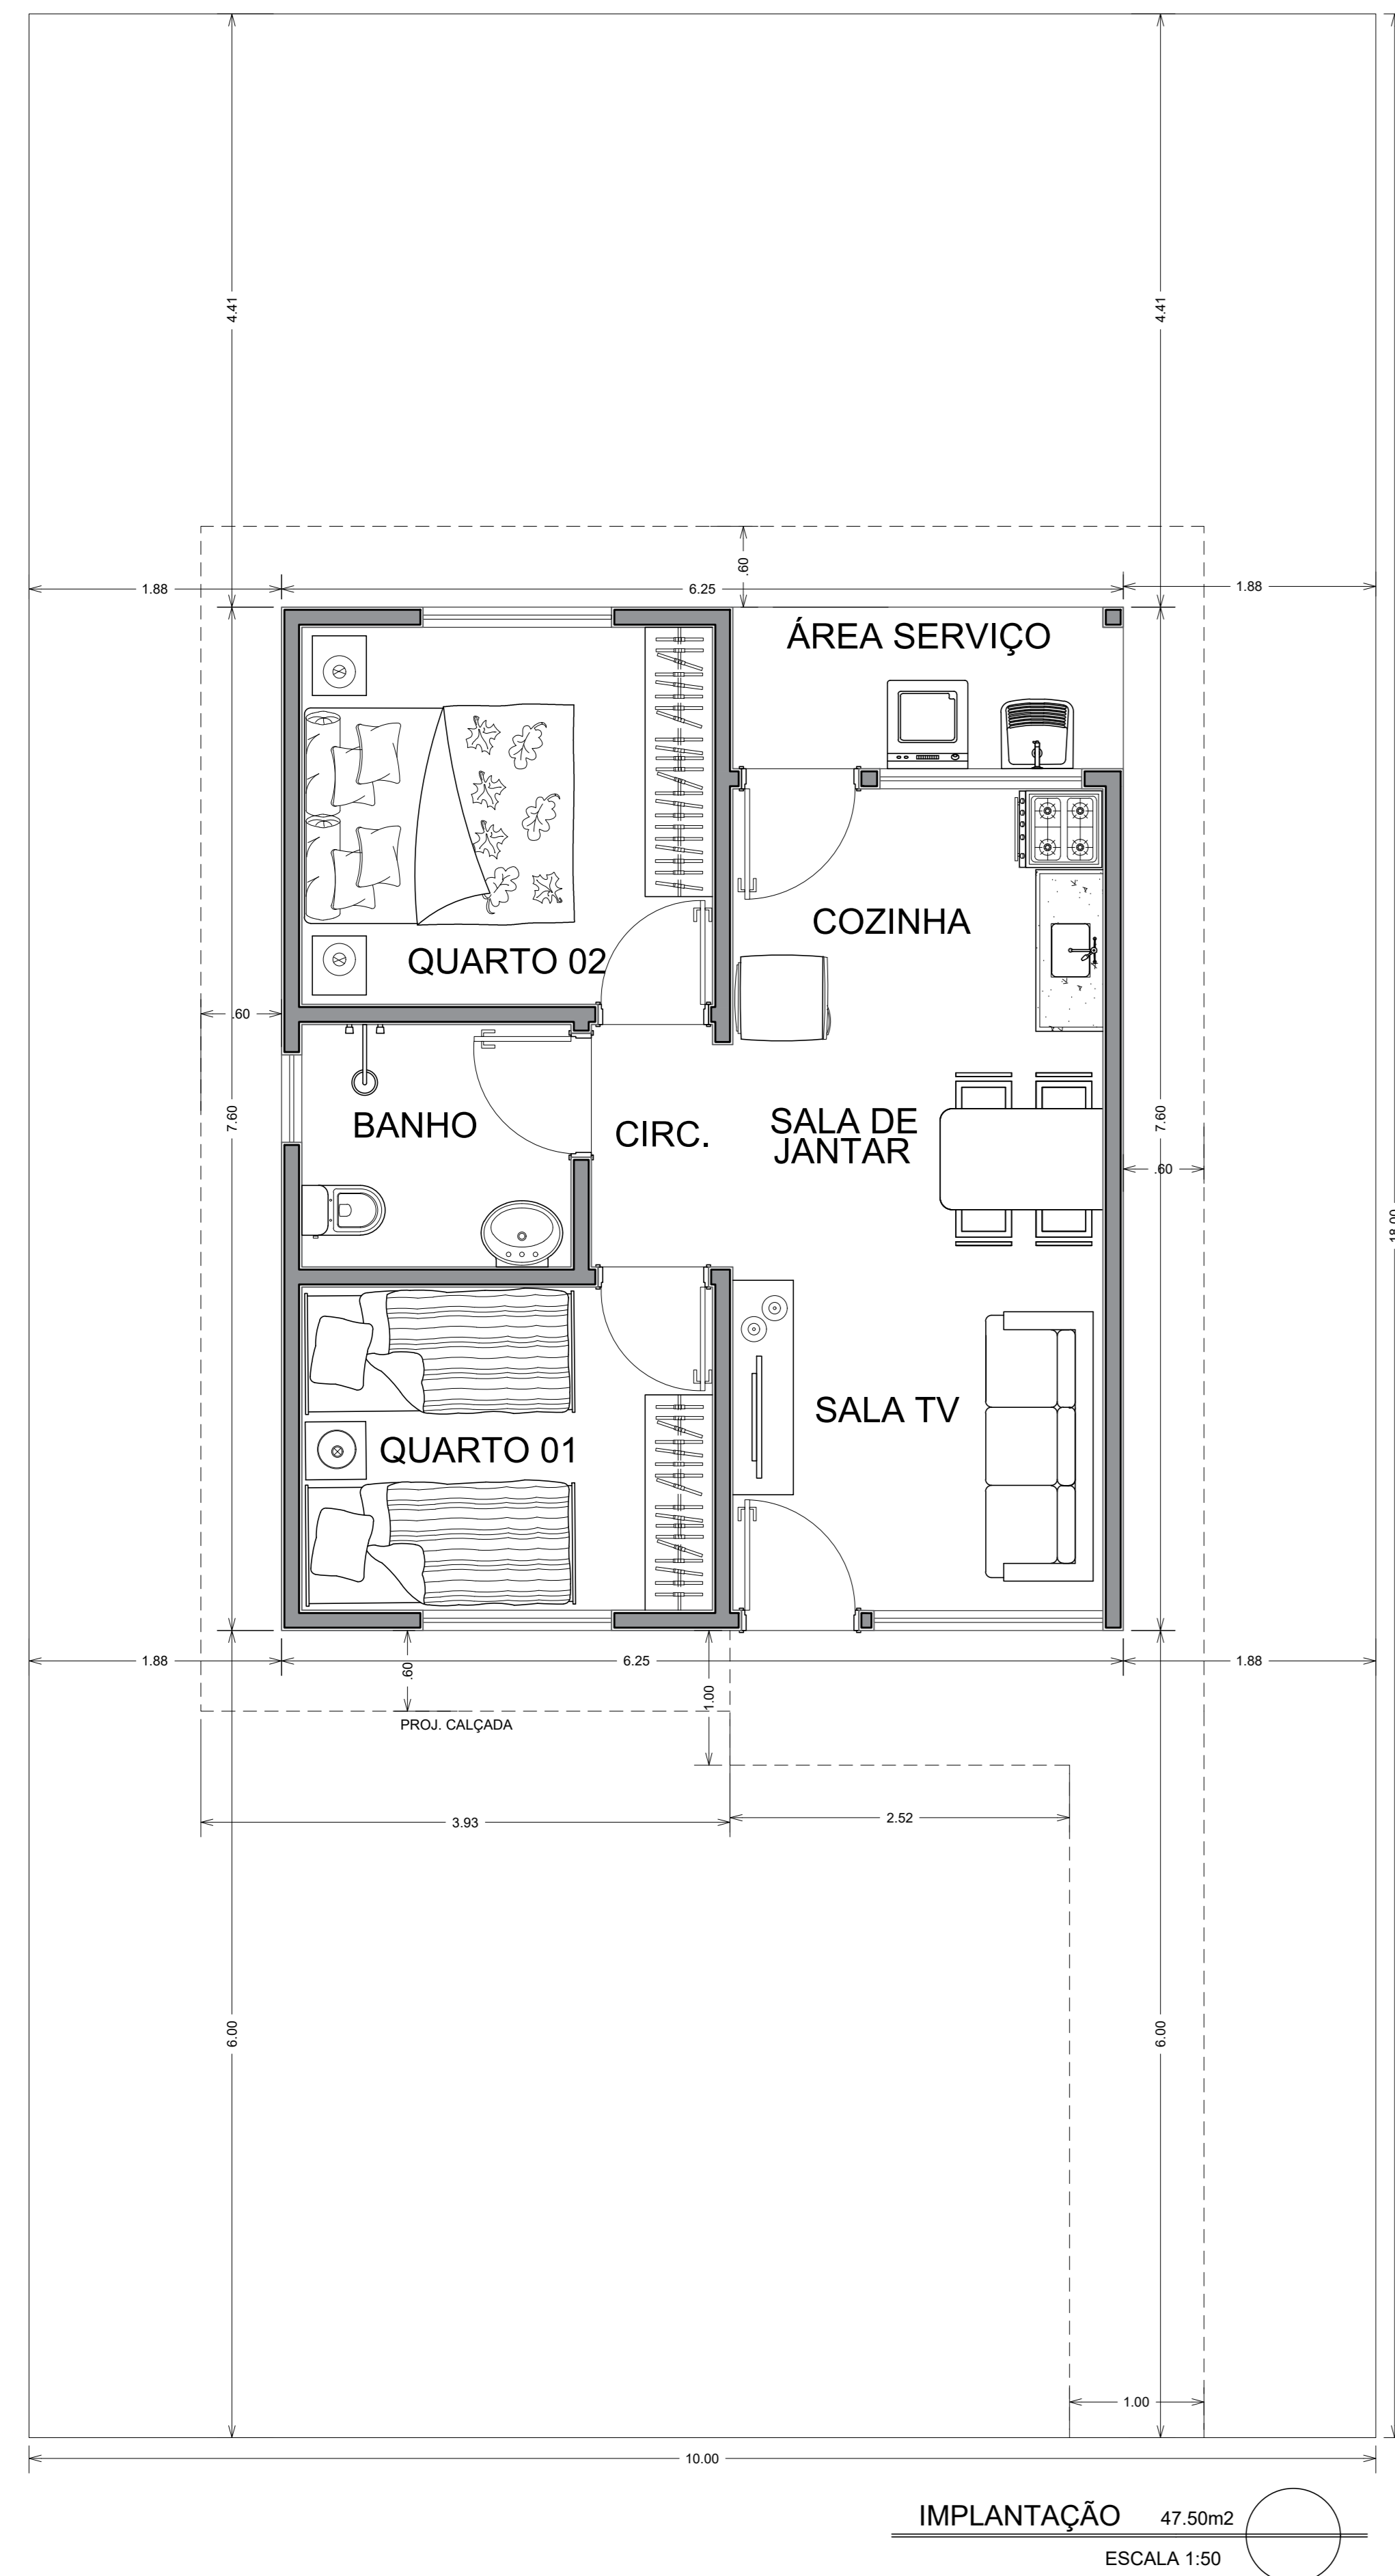 4.41
4.41
.60
1.88
6.25
1.88
ÁREA SERVIÇO
COZINHA
QUARTO 02
.60
7.60
BANHO
CIRC.
SALA DE
JANTAR
7.60
.60
18.00
SALA TV
QUARTO 01
1.88
6.25
1.88
.60
1.00
PROJ. CALÇADA
3.93
2.52
6.00
6.00
1.00
10.00
IMPLANTAÇÃO 47.50m2
ESCALA 1:50